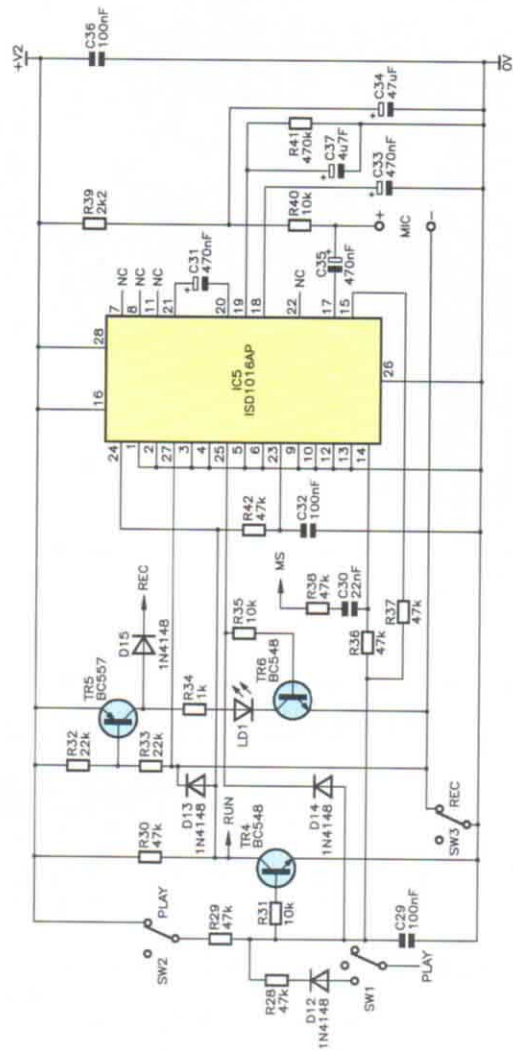 +V2
C36
100nF
C34
47uF
R41
470k
C37
4u7F
C33
470nF
0V
R39
2k2
R40
10k
+
MIC
-
C35
470nF
C31
470nF
+
+
+
+
+
NC
NC
NC
NC
7
8
11
21
20
19
18
22
17
15
28
16
26
IC5
ISD1016AP
24
1
2
27
3
4
25
5
6
23
9
10
12
13
14
R42
47k
C32
100nF
REC
D15
1N4148
TR5
BC557
R32
22k
R33
22k
R34
1k
LD1
R35
10k
TR6
BC548
MS
R38
47k
C30
22nF
R36
47k
R37
47k
R30
47k
D13
1N4148
RUN
TR4
BC548
D14
1N4148
REC
SW3
PLAY
SW2
R29
47k
R31
10k
C29
100nF
R28
47k
D12
1N4148
SW1
PLAY